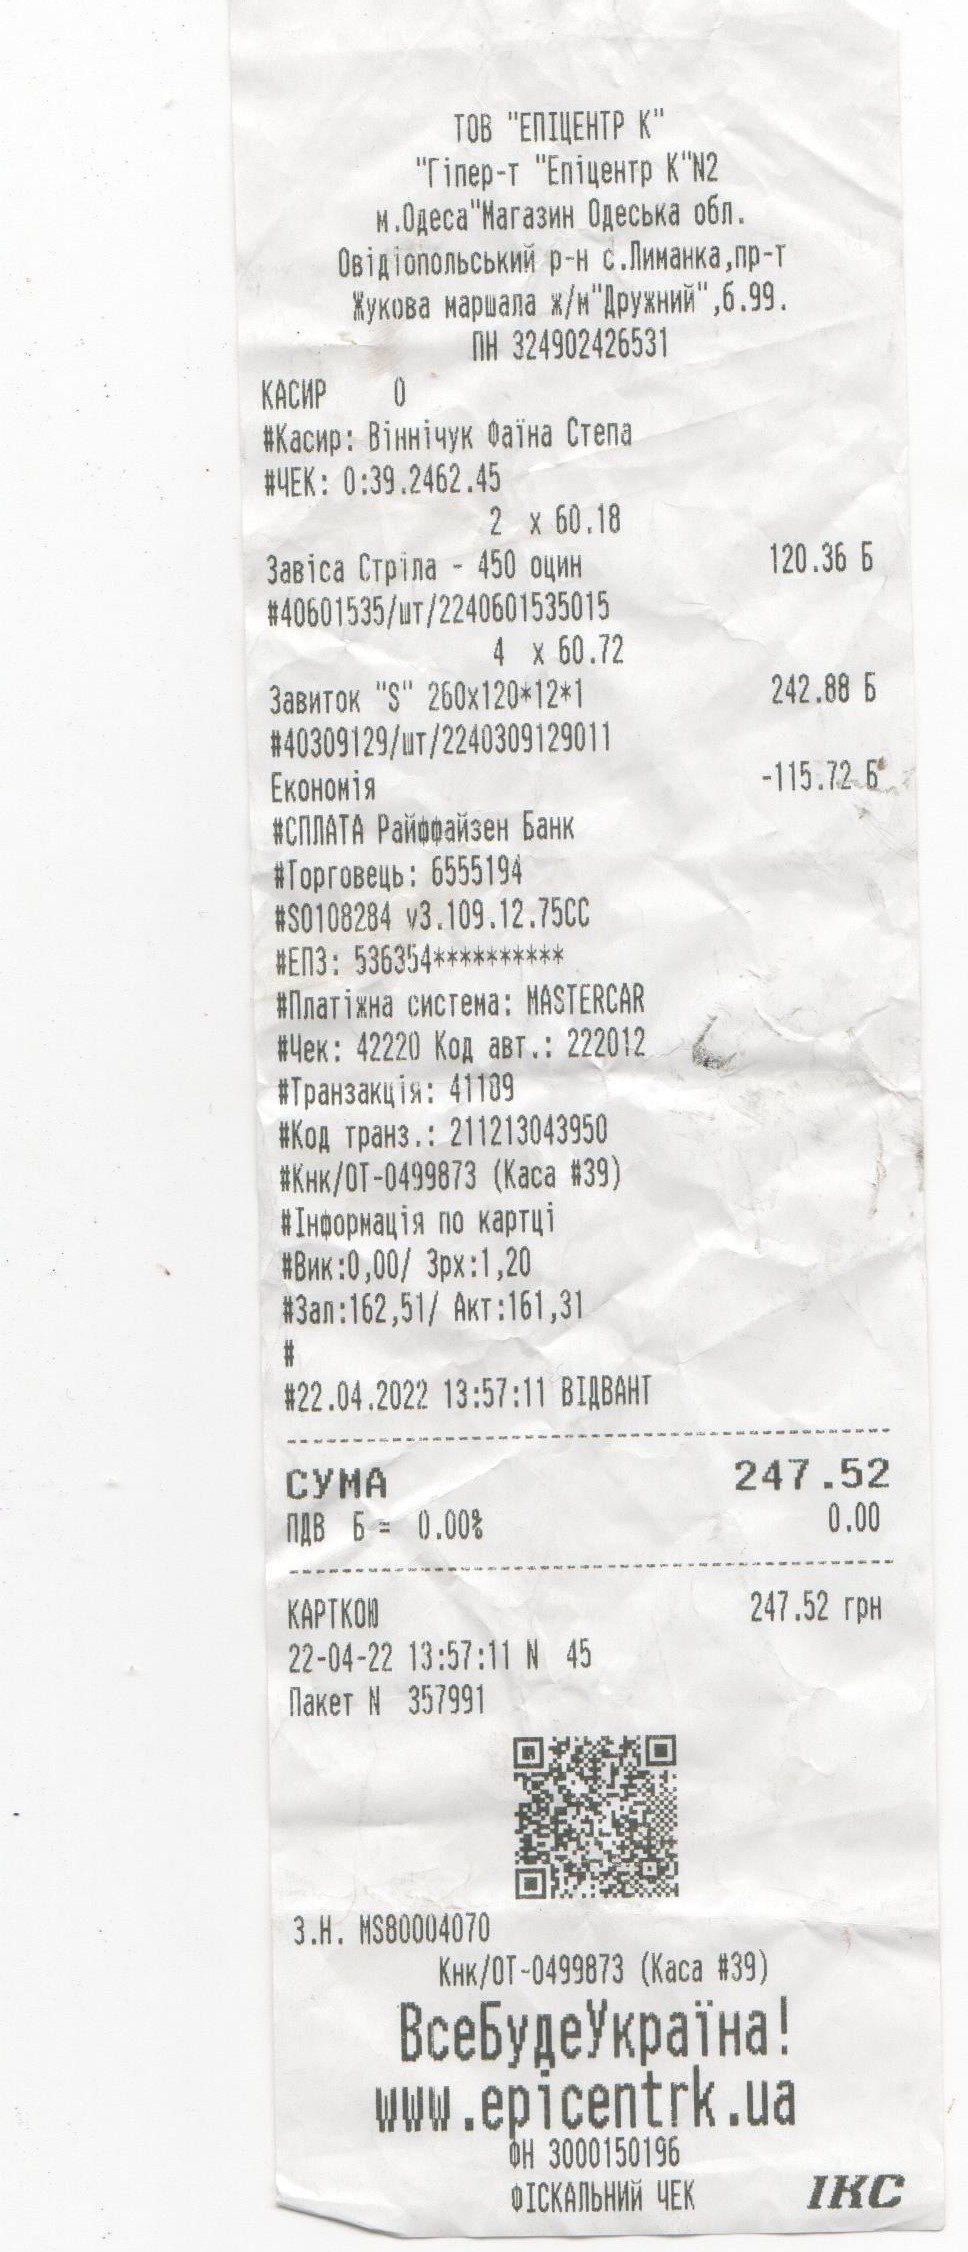 ТОВ "ЕПІЦЕНТР К"
"Гіпер-т "Епіцентр К"N2
м.Одеса"Магазин Одеська обл.
Овідіопольський р-н с.Лиманка,пр-т
Жукова маршала ж/м"Дружний",б.99.
ПН 324902426531
КАСИР 0
#Касир: Віннічук Фаїна Степа
#ЧЕК: 0:39.2462.45
2 x 60.18
Завіса Стріла - 450 оцин 120.36 Б
#40601535/шт/2240601535015
4 x 60.72
Завиток "S" 260х120*12*1 242.88 Б
#40309129/шт/2240309129011
Економія -115.72 Б
#СПЛАТА Райффайзен Банк
#Торговець: 6555194
#S0108284 v3.109.12.75CC
#ЕПЗ: 536354**********
#Платіжна система: MASTERCAR
#Чек: 42220 Код авт.: 222012
#Транзакція: 41109
#Код транз.: 211213043950
#Кнк/ОТ-0499873 (Каса #39)
#Інформація по картці
#Вик:0,00/ Зрх:1,20
#Зал:162,51/ Акт:161,31
#
#22.04.2022 13:57:11 ВІДВАНТ
СУМА 247.52
ПДВ Б = 0.00% 0.00
КАРТКОЮ 247.52 грн
22-04-22 13:57:11 N 45
Пакет N 357991
З.Н. MS80004070
Кнк/ОТ-0499873 (Каса #39)
ВсеБудеУкраїна!
www.epicentrk.ua
ФН 3000150196
ФІСКАЛЬНИЙ ЧЕК ІКС